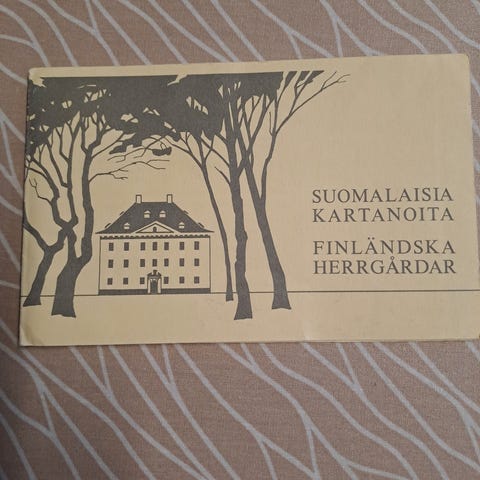 SUOMALAISIA
KARTANOITA
FINLÄNDSKA
HERRGÅRDAR